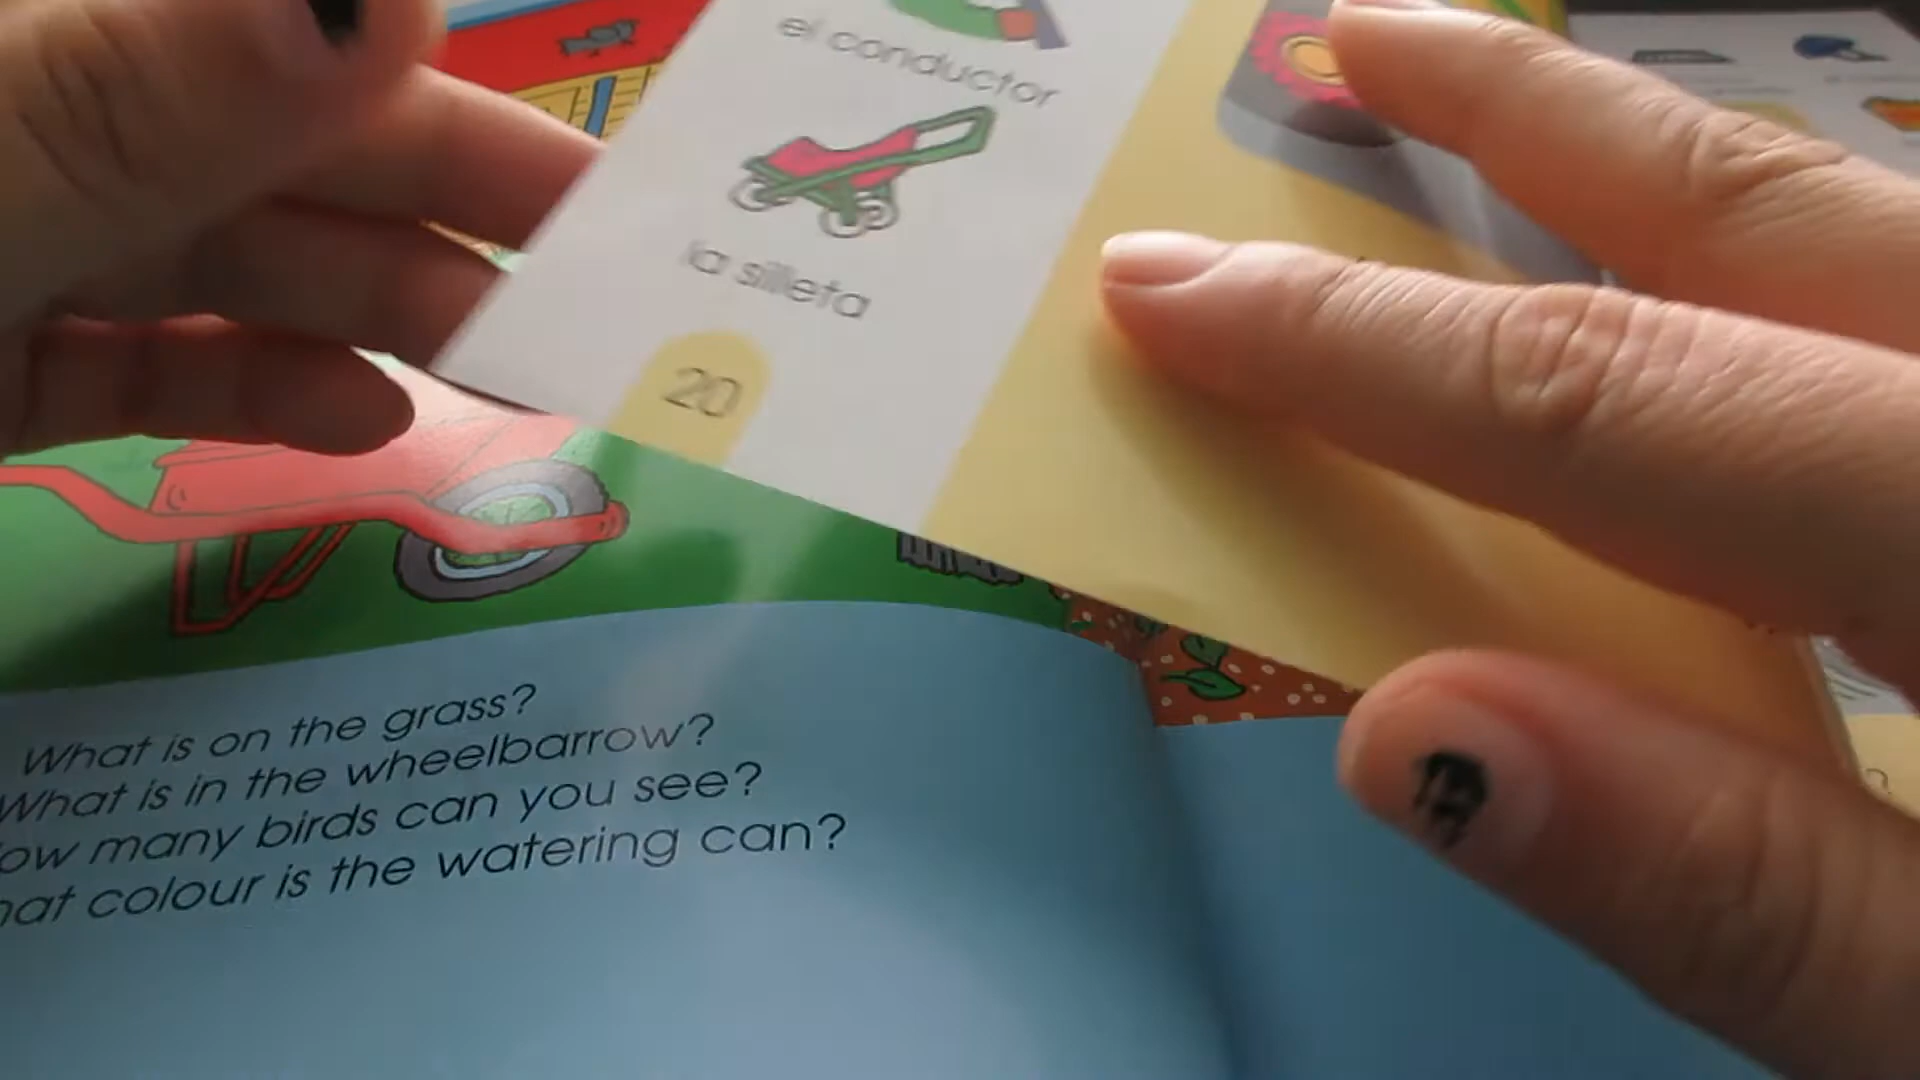 el conductor
la silleta
20
What is on the grass?
What is in the wheelbarrow?
many birds can you see?
colour is the watering can?